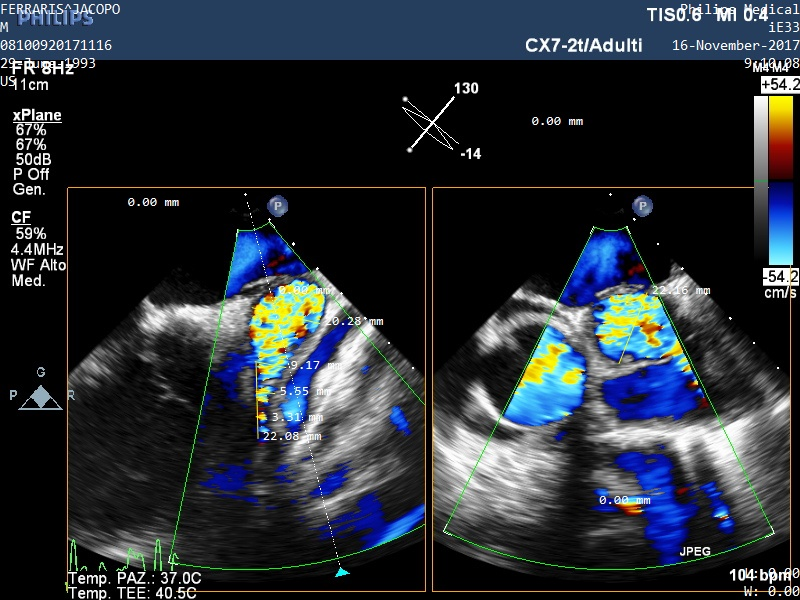 FERRARIS^JACOPO
PHILIPS
M
08100920171116
29-June-1993
US
FR 8Hz
11cm
TIS0.6 MI 0.4
Philips Medical
iE33
CX7-2t/Adulti
16-November-2017
9:10:08
M4 M4
+54.2
-54.2
cm/s
xPlane
67%
67%
50dB
P Off
Gen.
CF
59%
4.4MHz
WF Alto
Med.
130
-14
0.00 mm
0.00 mm
P
P
0.00 mm
20.28 mm
9.17 mm
5.55 mm
3.31 mm
22.08 mm
22.16 mm
0.00 mm
G
P R
JPEG
104 bpm
L: 0.00
W: 0.00
Temp. PAZ.: 37.0C
Temp. TEE: 40.5C